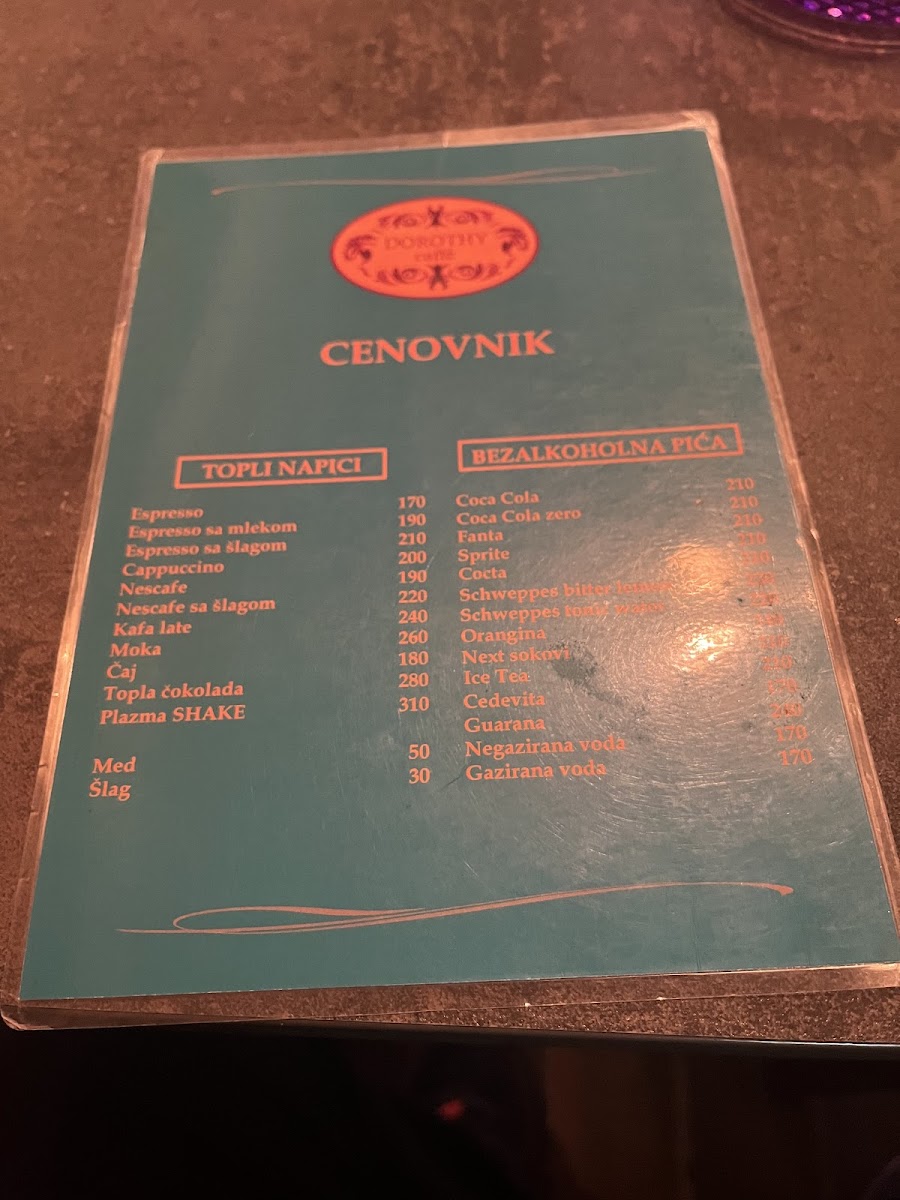 DOROTHY
caffe
CENOVNIK
TOPLI NAPICI
Espresso 170
Espresso sa mlekom 190
Espresso sa šlagom 210
Cappuccino 200
Nescafe 190
Nescafe sa šlagom 220
Kafa late 240
Moka 260
Čaj 180
Topla čokolada 280
Plazma SHAKE 310
Med 50
Šlag 30
BEZALKOHOLNA PIĆA
Coca Cola 210
Coca Cola zero 210
Fanta 210
Sprite 210
Cocta
Schweppes bitter lemon
Schweppes tonic water
Orangina
Next sokovi
Ice Tea
Cedevita
Guarana
Negazirana voda 170
Gazirana voda 170